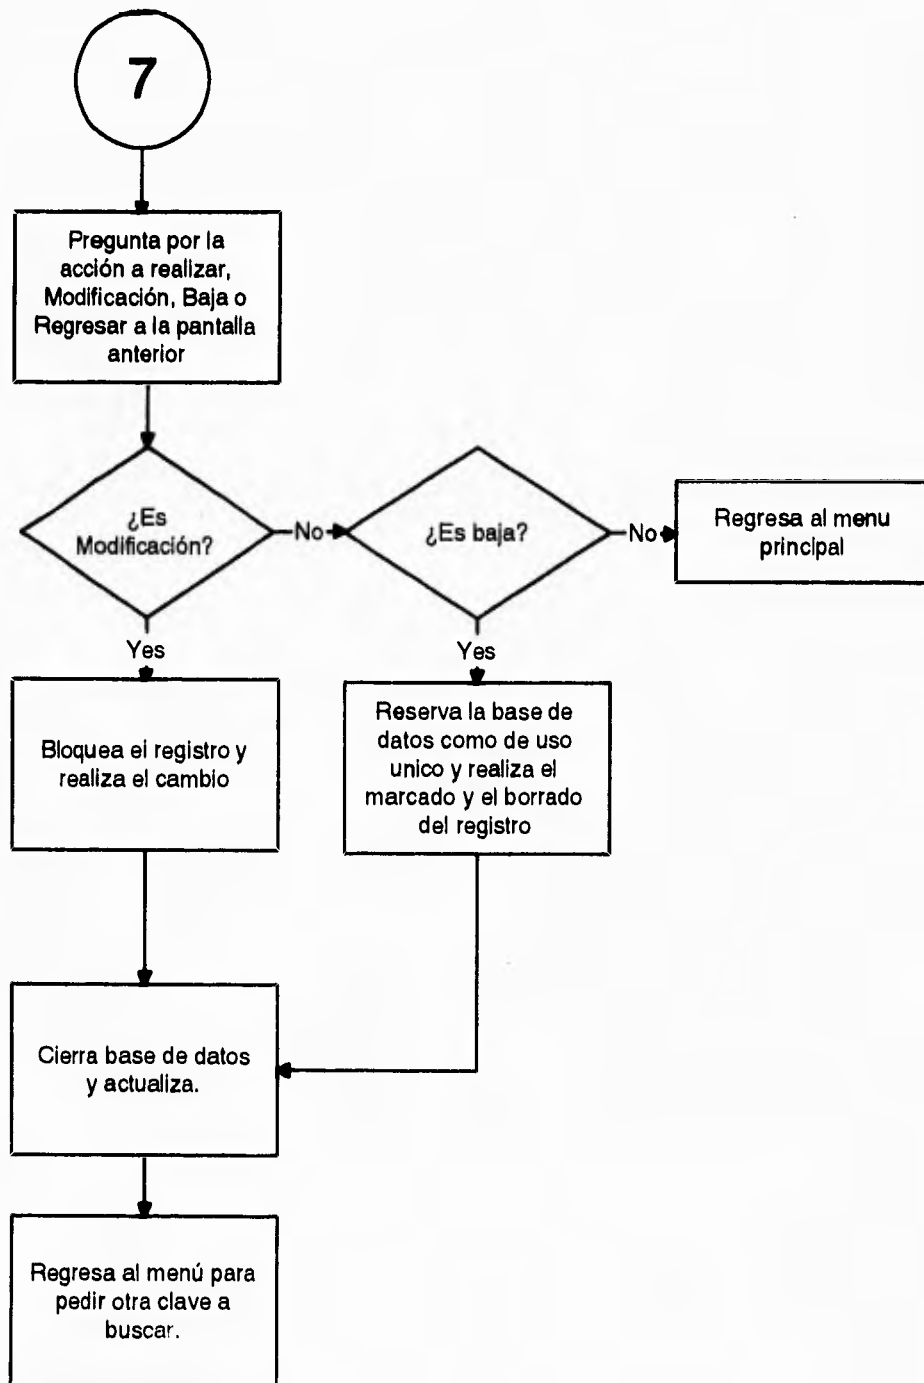 7
Pregunta por la
acción a realizar,
Modificación, Baja o
Regresar a la pantalla
anterior
¿Es
Modificación?
No
¿Es baja?
No
Regresa al menu
principal
Yes
Yes
Bloquea el registro y
realiza el cambio
Reserva la base de
datos como de uso
unico y realiza el
marcado y el borrado
del registro
Cierra base de datos
y actualiza.
Regresa al menú para
pedir otra clave a
buscar.